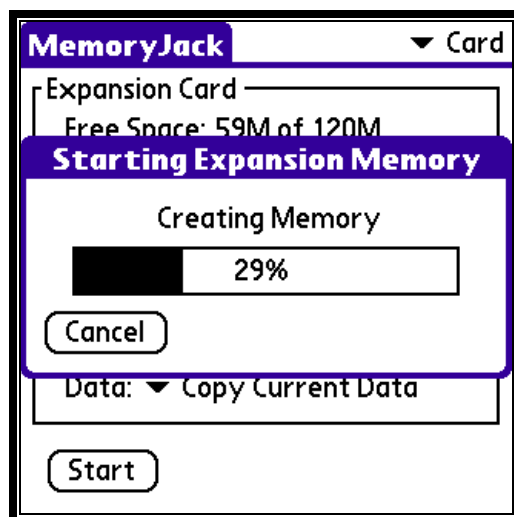 MemoryJack Card
Expansion Card
Free Space: 59M of 120M
Starting Expansion Memory
Creating Memory
29%
Cancel
Data: Copy Current Data
Start